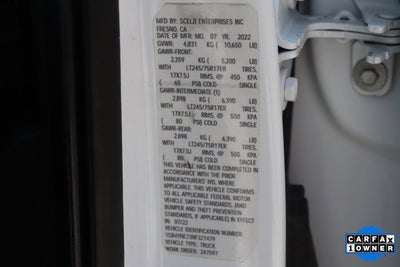 MFD. BY: SCELZI ENTERPRISES INC
FRESNO, CA
DATE OF MFR: MO. 07 YR. 2022
GVWR: 4,831 KG ( 10,650 LB)
GAWR-FRONT:
2,359 KG ( 5,200 LB)
WITH LT245/75R17ER TIRES,
17X7.5J RIMS, @ 450 KPA
( 65 PSI) COLD SINGLE
GAWR-INTERMEDIATE (1):
2,898 KG ( 6,390 LB)
WITH LT245/75R17ER TIRES,
17X7.5J RIMS, @ 550 KPA
( 80 PSI) COLD SINGLE
GAWR-REAR:
2,898 KG ( 6,390 LB)
WITH LT245/75R17ER TIRES,
17X7.5J RIMS, @ 550 KPA
( 80 PSI) COLD SINGLE
THIS VEHICLE HAS BEEN COMPLETED IN
ACCORDANCE WITH THE PRIOR
MANUFACTURERS' IVD, WHERE APPLICABLE.
THIS VEHICLE CONFORMS TO ALL
APPLICABLE FEDERAL MOTOR VEHICLE
VEHICLE SAFETY STANDARDS, [AND
BUMPER AND THEFT PREVENTION
STANDARDS, IF APPLICABLE] IN EFFECT
IN: 07/22
VEHICLE IDENTIFICATION NUMBER:
VEHICLE TYPE: TRUCK
WORK ORDER:
CARFAX
1OWNER